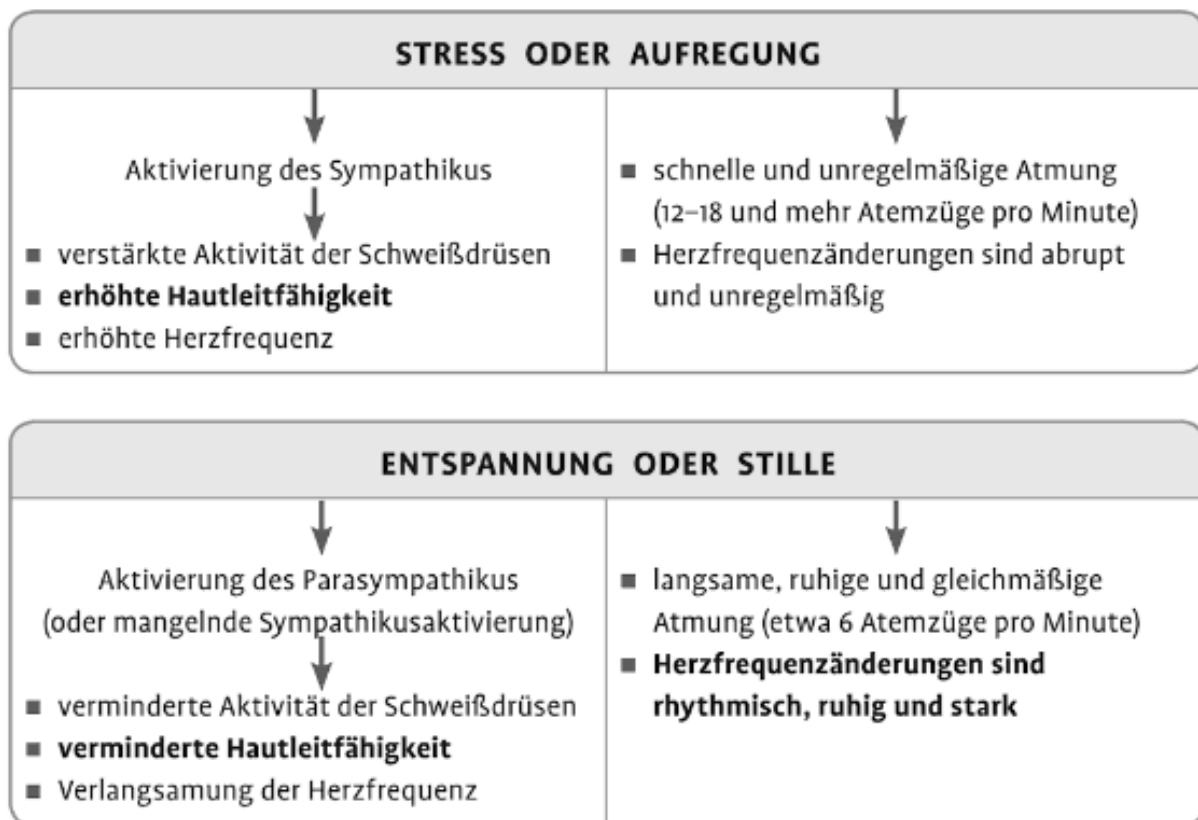 STRESS ODER AUFREGUNG
Aktivierung des Sympathikus
■ verstärkte Aktivität der Schweißdrüsen
■ erhöhte Hautleitfähigkeit
■ erhöhte Herzfrequenz
■ schnelle und unregelmäßige Atmung
(12–18 und mehr Atemzüge pro Minute)
■ Herzfrequenzänderungen sind abrupt
und unregelmäßig
ENTSPANNUNG ODER STILLE
Aktivierung des Parasympathikus
(oder mangelnde Sympathikusaktivierung)
■ verminderte Aktivität der Schweißdrüsen
■ verminderte Hautleitfähigkeit
■ Verlangsamung der Herzfrequenz
■ langsame, ruhige und gleichmäßige
Atmung (etwa 6 Atemzüge pro Minute)
■ Herzfrequenzänderungen sind
rhythmisch, ruhig und stark